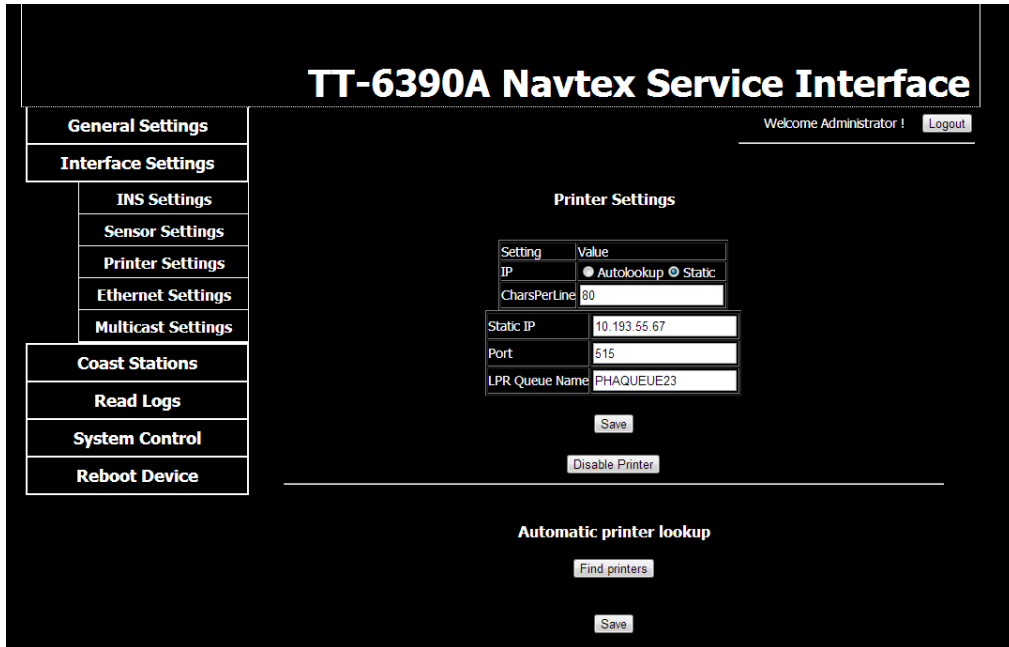 TT-6390A Navtex Service Interface
Welcome Administrator ! Logout
General Settings
Interface Settings
INS Settings
Sensor Settings
Printer Settings
Ethernet Settings
Multicast Settings
Coast Stations
Read Logs
System Control
Reboot Device
Printer Settings
Setting Value
IP Autolookup Static
CharsPerLine 80
Static IP 10.193.55.67
Port 515
LPR Queue Name PHAQUEUE23
Save
Disable Printer
Automatic printer lookup
Find printers
Save